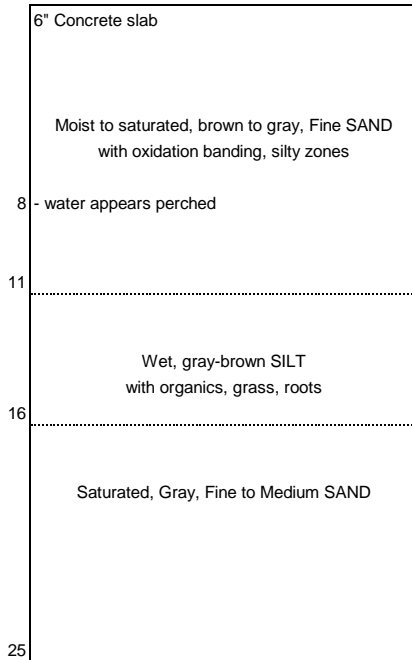 6" Concrete slab
Moist to saturated, brown to gray, Fine SAND
with oxidation banding, silty zones
8 - water appears perched
11
Wet, gray-brown SILT
with organics, grass, roots
16
Saturated, Gray, Fine to Medium SAND
25